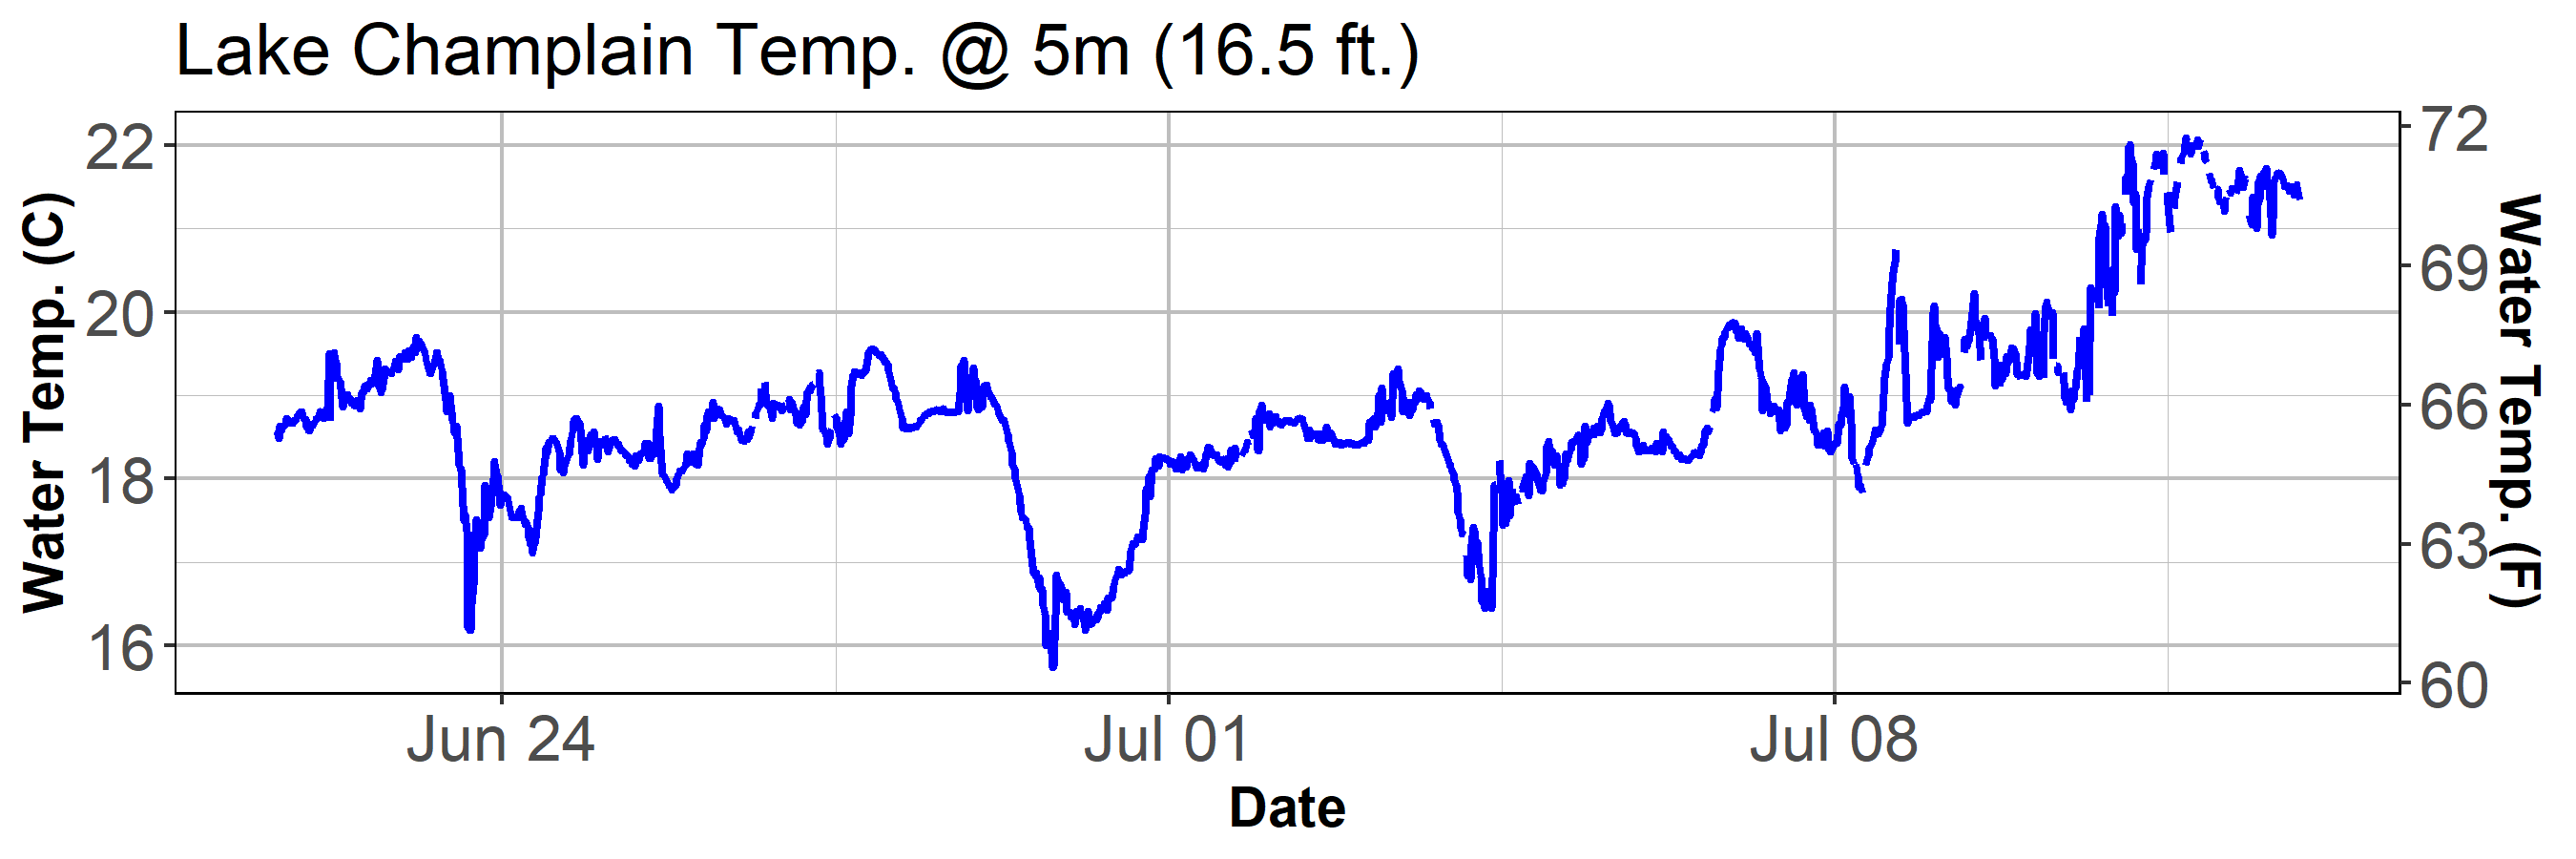 Lake Champlain Temp. @ 5m (16.5 ft.)
Water Temp. (C)
22
20
18
16
72
69
66
63
60
Water Temp. (F)
Jun 24
Jul 01
Jul 08
Date